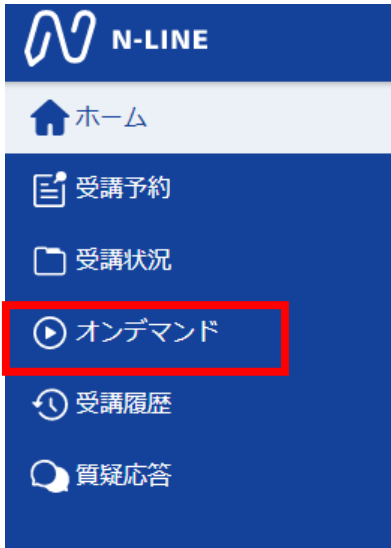 N-LINE
ホーム
受講予約
受講状況
オンデマンド
受講履歴
質疑応答